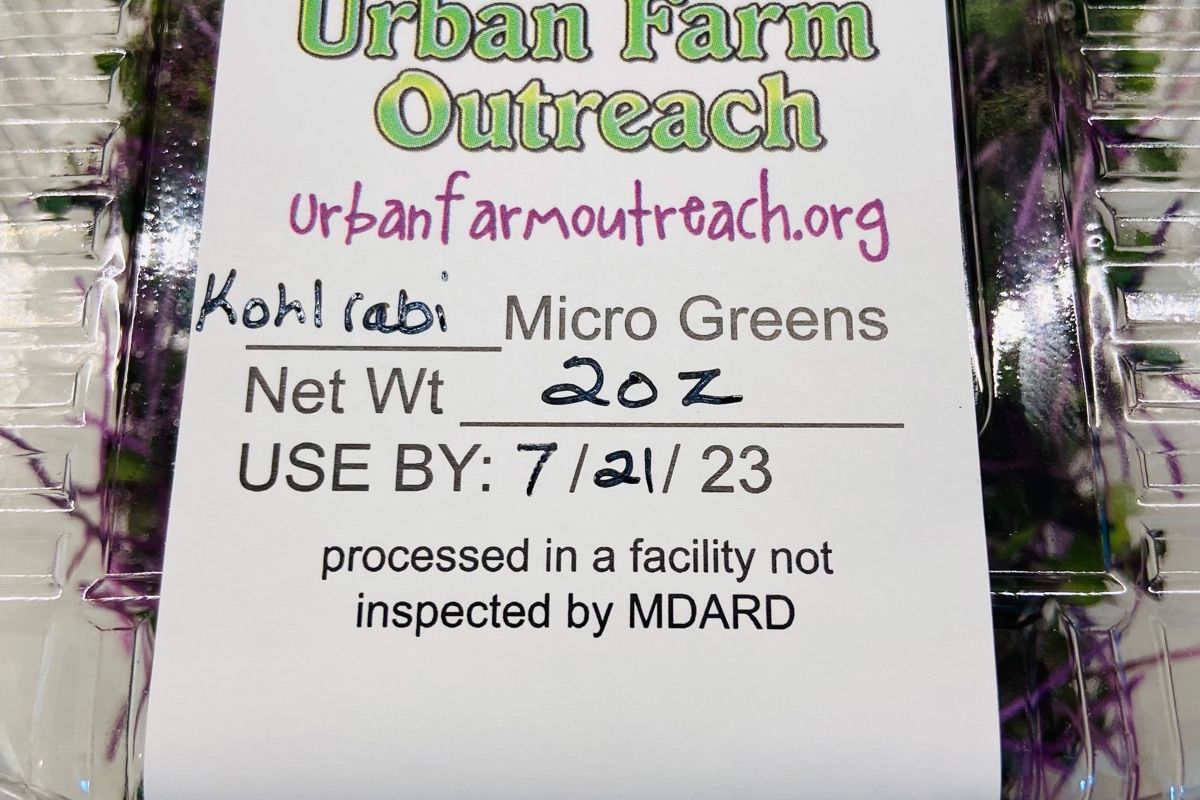 Urban Farm
Outreach
urbanfarmoutreach.org
Kohlrabi Micro Greens
Net Wt 2oz
USE BY: 7/21/ 23
processed in a facility not
inspected by MDARD